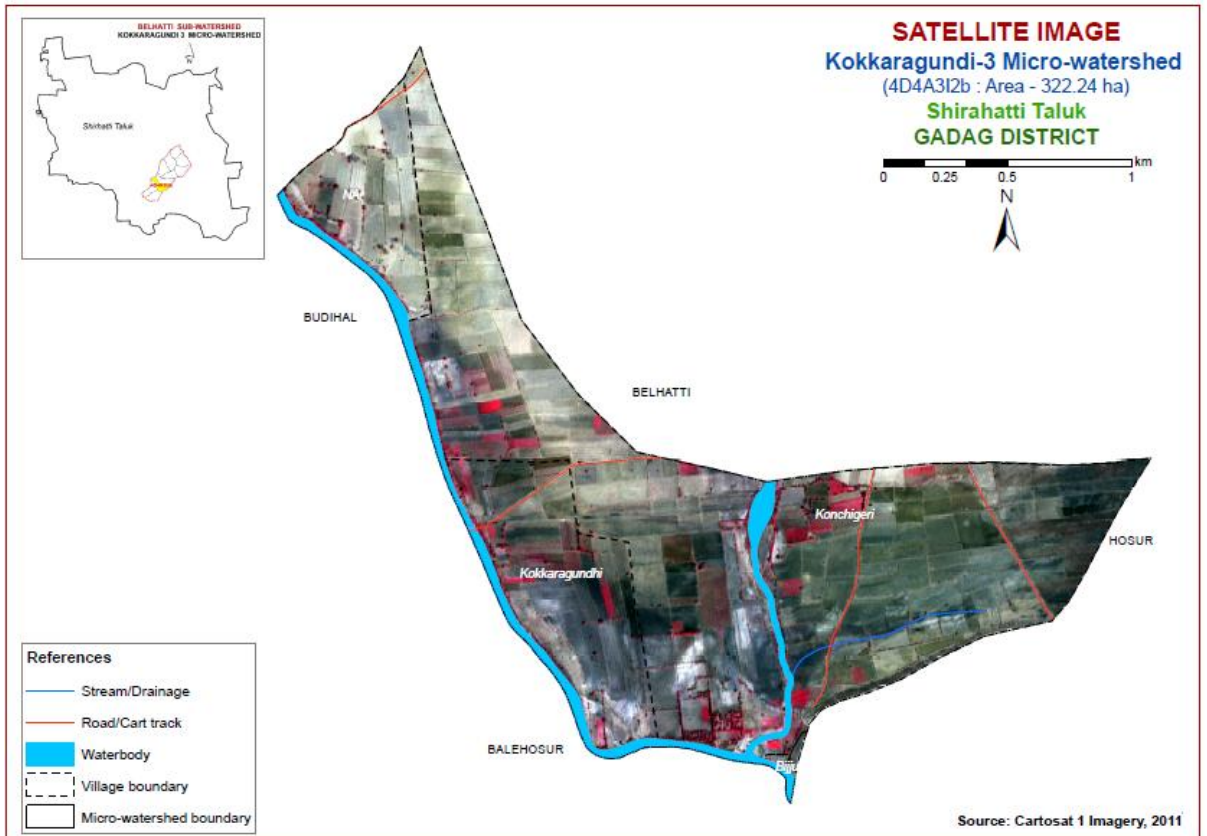 BELHATTI SUB-WATERSHED
KOKKARAGUNDI 3 MICRO-WATERSHED
N
Shirhatti Taluk
SATELLITE IMAGE
Kokkaragundi-3 Micro-watershed
(4D4A3I2b : Area - 322.24 ha)
Shirahatti Taluk
GADAG DISTRICT
km
0 0.25 0.5 1
N
BUDIHAL
BELHATTI
Konchigeri
HOSUR
Kokkaragundhi
BALEHOSUR
References
Stream/Drainage
Road/Cart track
Waterbody
Village boundary
Micro-watershed boundary
Source: Cartosat 1 Imagery, 2011